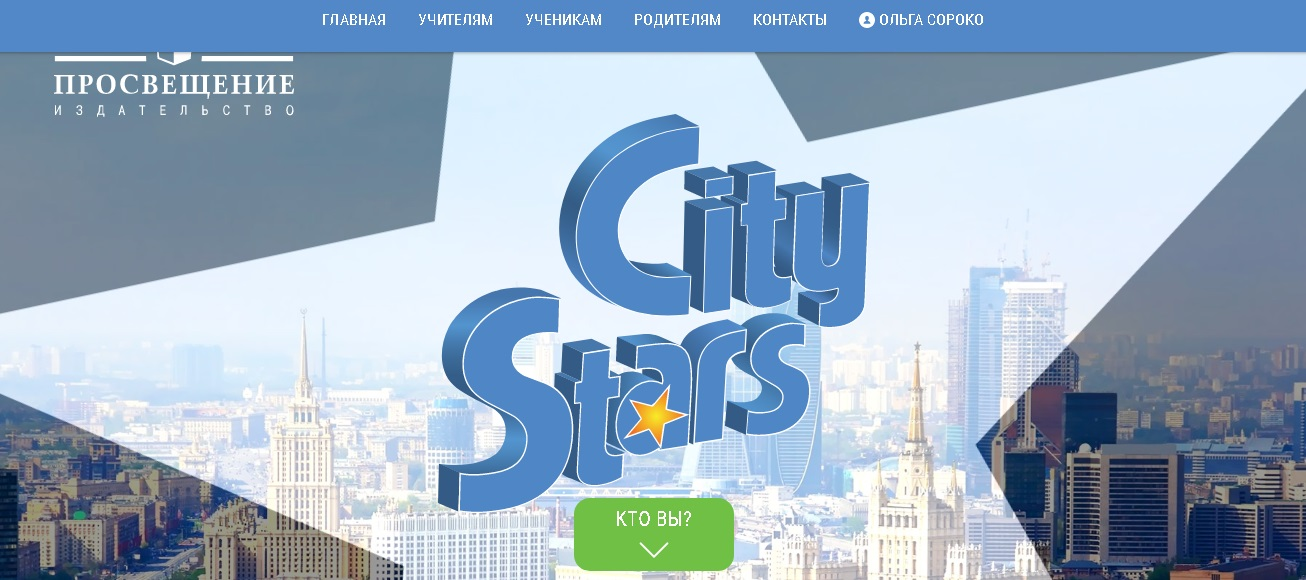 ГЛАВНАЯ УЧИТЕЛЯМ УЧЕНИКАМ РОДИТЕЛЯМ КОНТАКТЫ ОЛЬГА СОРОКО
ПРОСВЕЩЕНИЕ
ИЗДАТЕЛЬСТВО
City
Stars
КТО ВЫ?